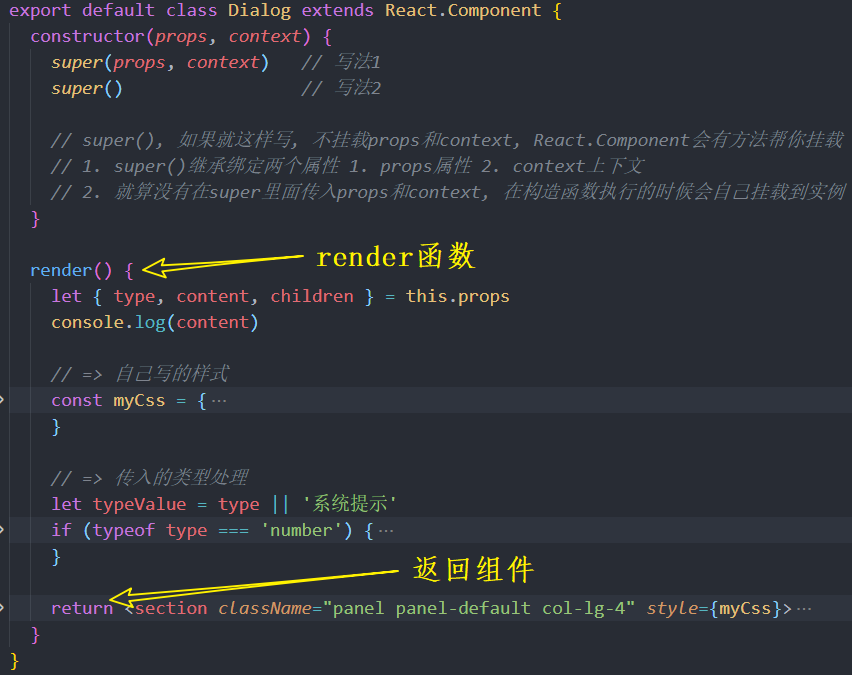 export default class Dialog extends React.Component {
constructor(props, context) {
super(props, context) // 写法1
super() // 写法2
// super(), 如果就这样写, 不挂载props和context, React.Component会有方法帮你挂载
// 1. super()继承绑定两个属性 1. props属性 2. context上下文
// 2. 就算没有在super里面传入props和context, 在构造函数执行的时候会自己挂载到实例
}
render() { render函数
let { type, content, children } = this.props
console.log(content)
// => 自己写的样式
const myCss = { ···
}
// => 传入的类型处理
let typeValue = type || '系统提示'
if (typeof type === 'number') { ···
}
返回组件
return <section className="panel panel-default col-lg-4" style={myCss}> ···
}
}